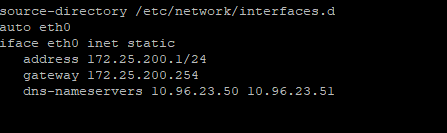 source-directory /etc/network/interfaces.d
auto eth0
iface eth0 inet static
address 172.25.200.1/24
gateway 172.25.200.254
dns-nameservers 10.96.23.50 10.96.23.51